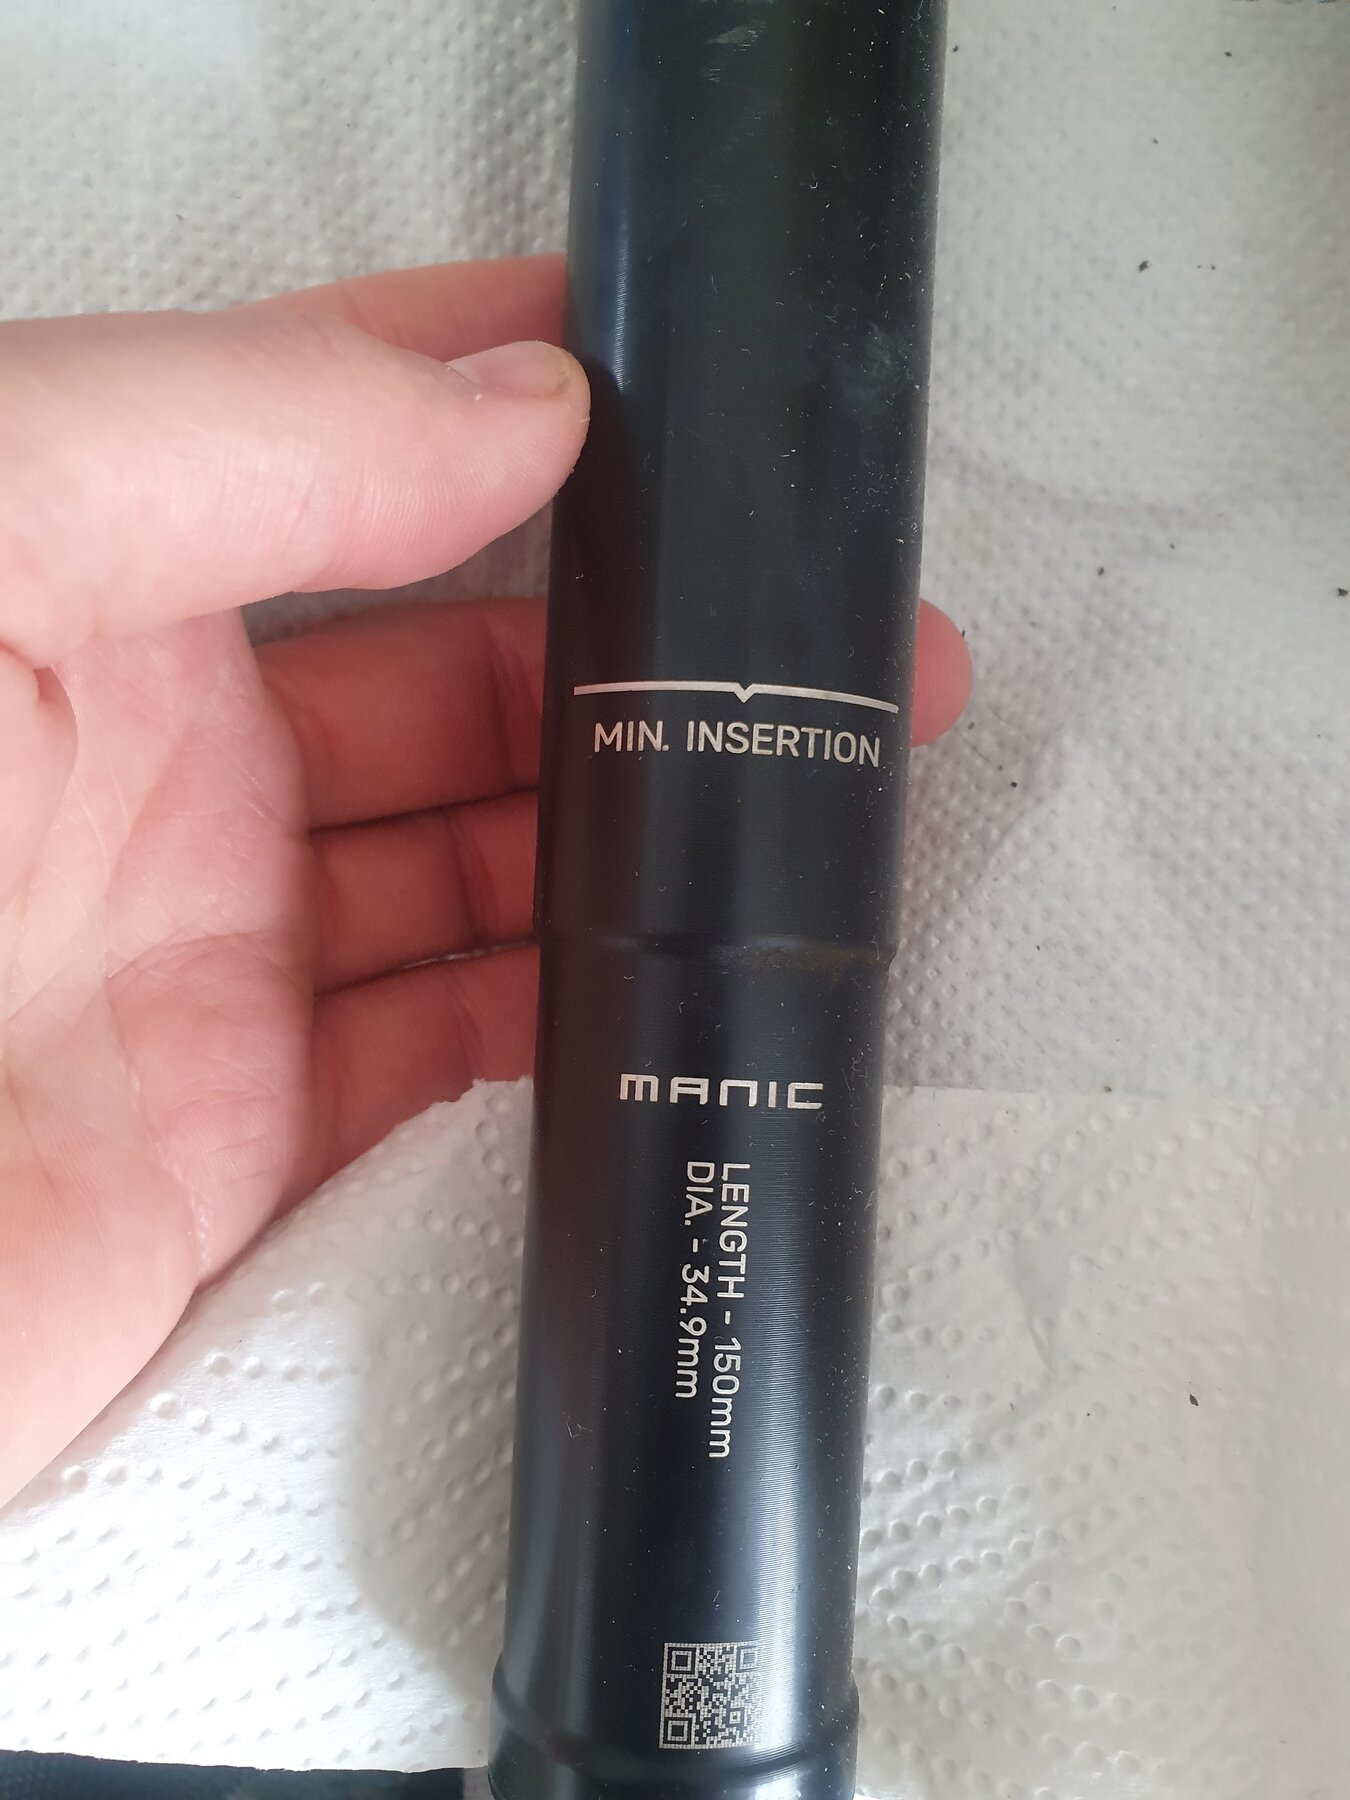 MIN. INSERTION
MANIC
LENGTH - 150mm
DIA. - 34.9mm